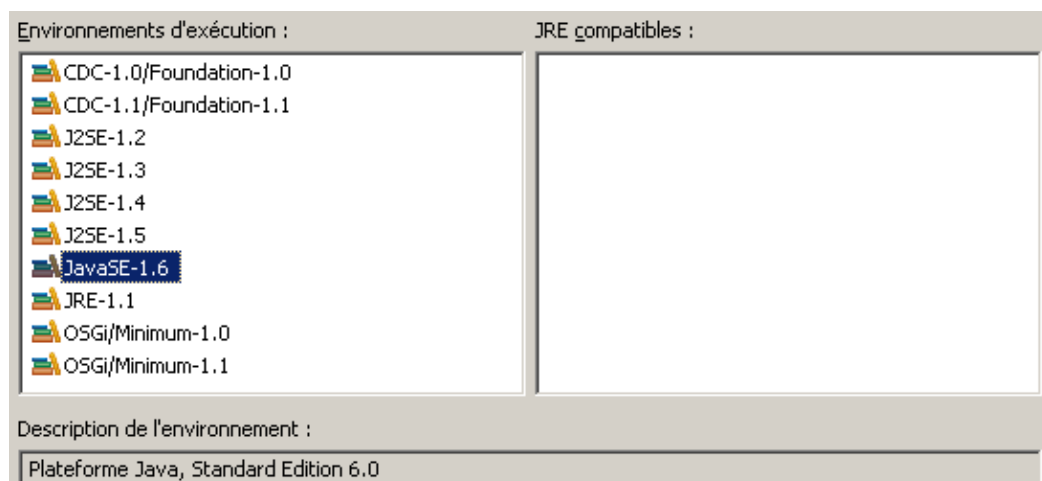 Environnements d'exécution :
JRE compatibles :
CDC-1.0/Foundation-1.0
CDC-1.1/Foundation-1.1
J2SE-1.2
J2SE-1.3
J2SE-1.4
J2SE-1.5
JavaSE-1.6
JRE-1.1
OSGi/Minimum-1.0
OSGi/Minimum-1.1
Description de l'environnement :
Plateforme Java, Standard Edition 6.0